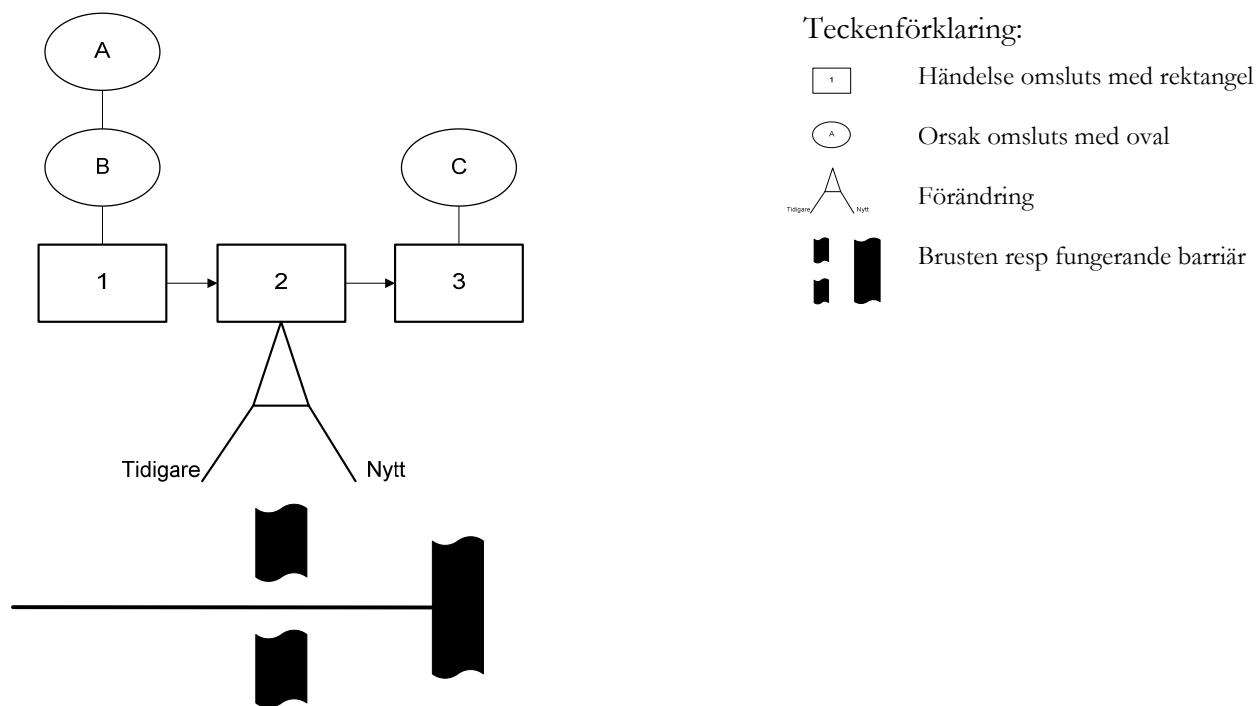 A
B
C
1
2
3
Tidigare
Nytt
Teckenförklaring:
1
Händelse omsluts med rektangel
A
Orsak omsluts med oval
Tidigare
Nytt
Förändring
Brusten resp fungerande barriär